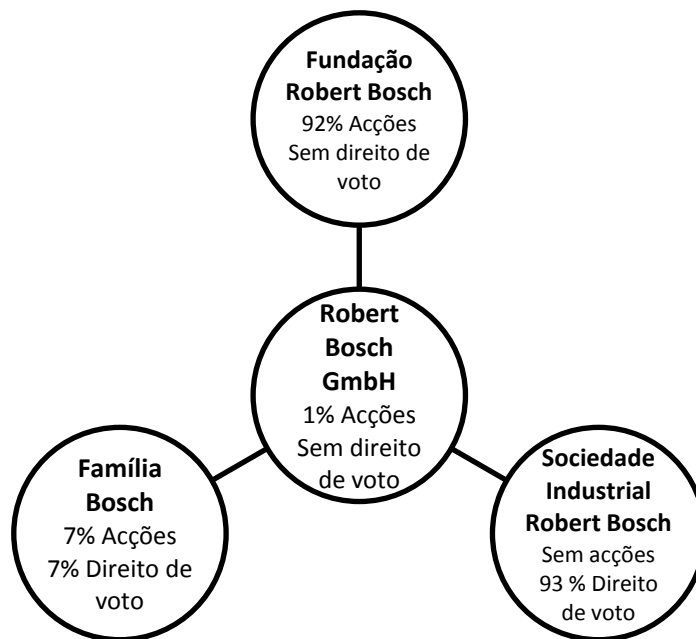 Fundação
Robert Bosch
92% Acções
Sem direito de
voto
Robert
Bosch
GmbH
1% Acções
Sem direito
de voto
Família
Bosch
7% Acções
7% Direito de
voto
Sociedade
Industrial
Robert Bosch
Sem acções
93 % Direito
de voto